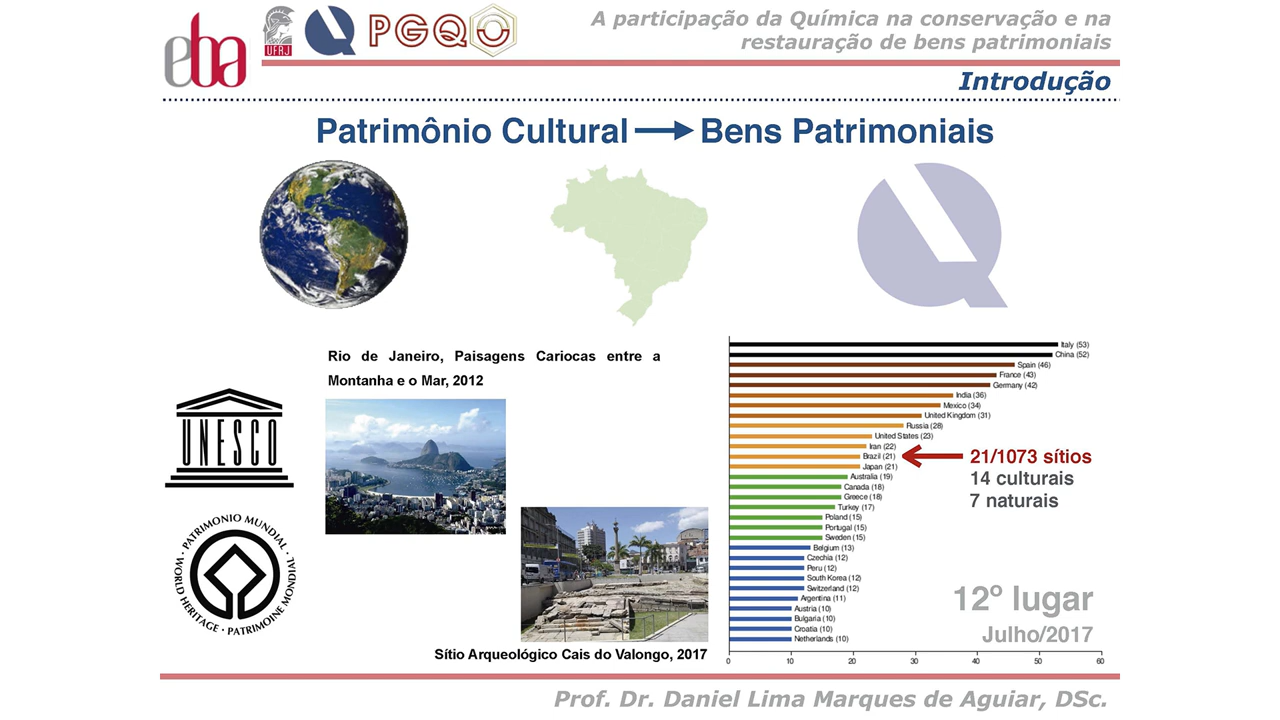 eba
UFRJ
PGQ
A participação da Química na conservação e na
restauração de bens patrimoniais
Introdução
Patrimônio Cultural
Bens Patrimoniais
Rio de Janeiro, Paisagens Cariocas entre a
Montanha e o Mar, 2012
UNESCO
PATRIMONIO MUNDIAL · WORLD HERITAGE · PATRIMOINE MONDIAL ·
Sítio Arqueológico Cais do Valongo, 2017
Italy (53)
China (52)
Spain (46)
France (43)
Germany (42)
India (36)
Mexico (34)
United Kingdom (31)
Russia (28)
United States (23)
Iran (22)
Brazil (21)
Japan (21)
Australia (19)
Canada (18)
Greece (18)
Turkey (17)
Poland (15)
Portugal (15)
Sweden (15)
Belgium (13)
Czechia (12)
Peru (12)
South Korea (12)
Switzerland (12)
Argentina (11)
Austria (10)
Bulgaria (10)
Croatia (10)
Netherlands (10)
0 10 20 30 40 50 60
21/1073 sítios
14 culturais
7 naturais
12º lugar
Julho/2017
Prof. Dr. Daniel Lima Marques de Aguiar, DSc.